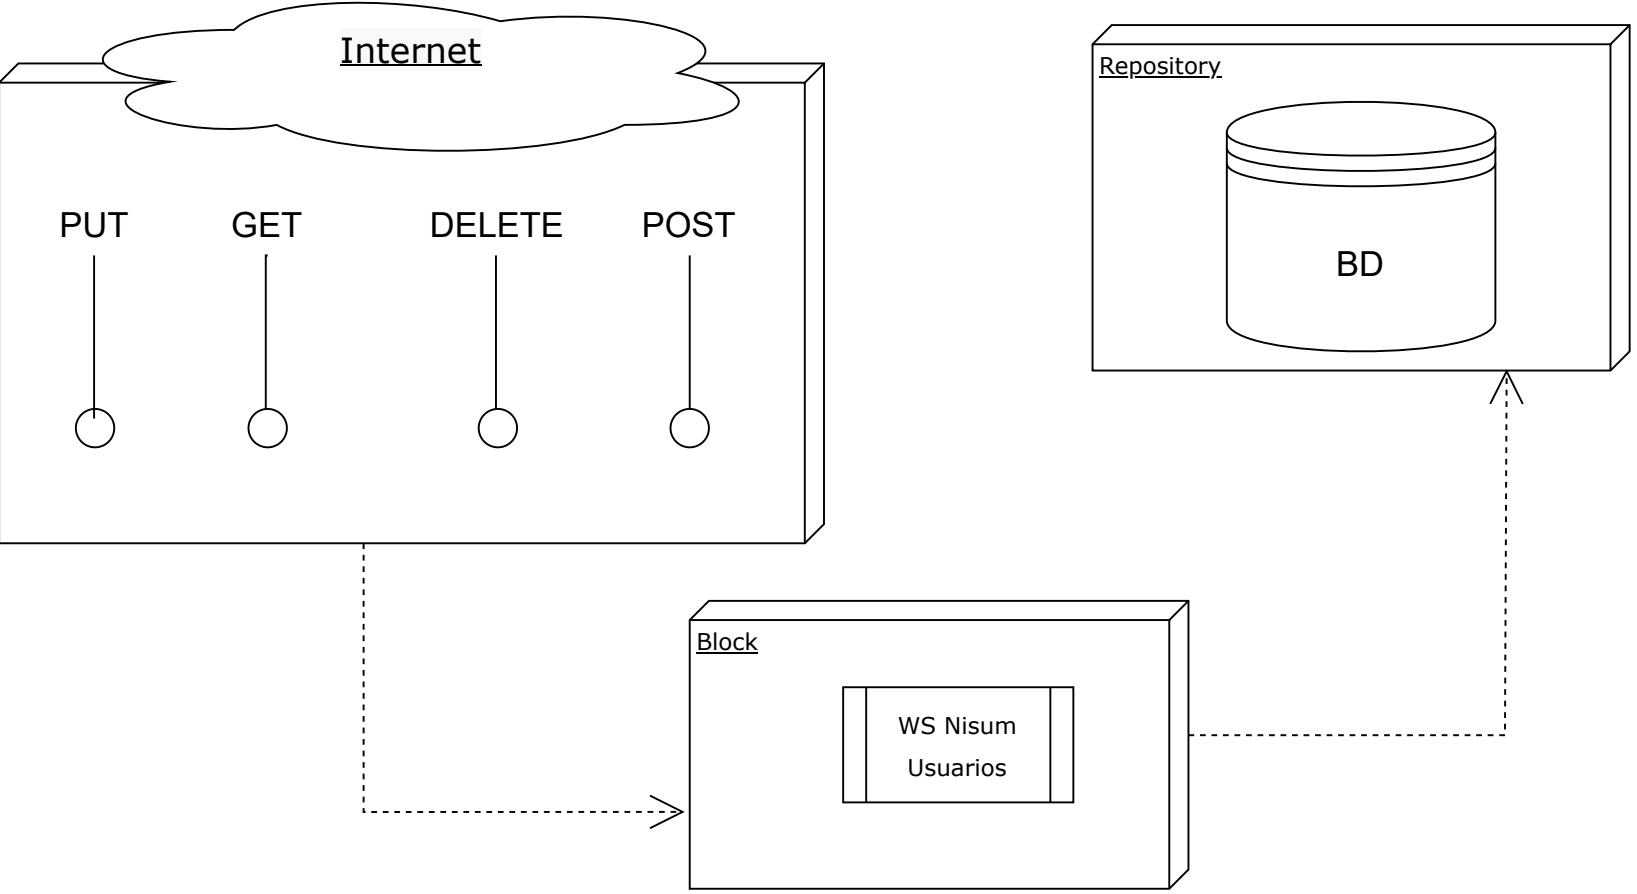 Internet
PUT
GET
DELETE
POST
Repository
BD
Block
WS Nisum
Usuarios